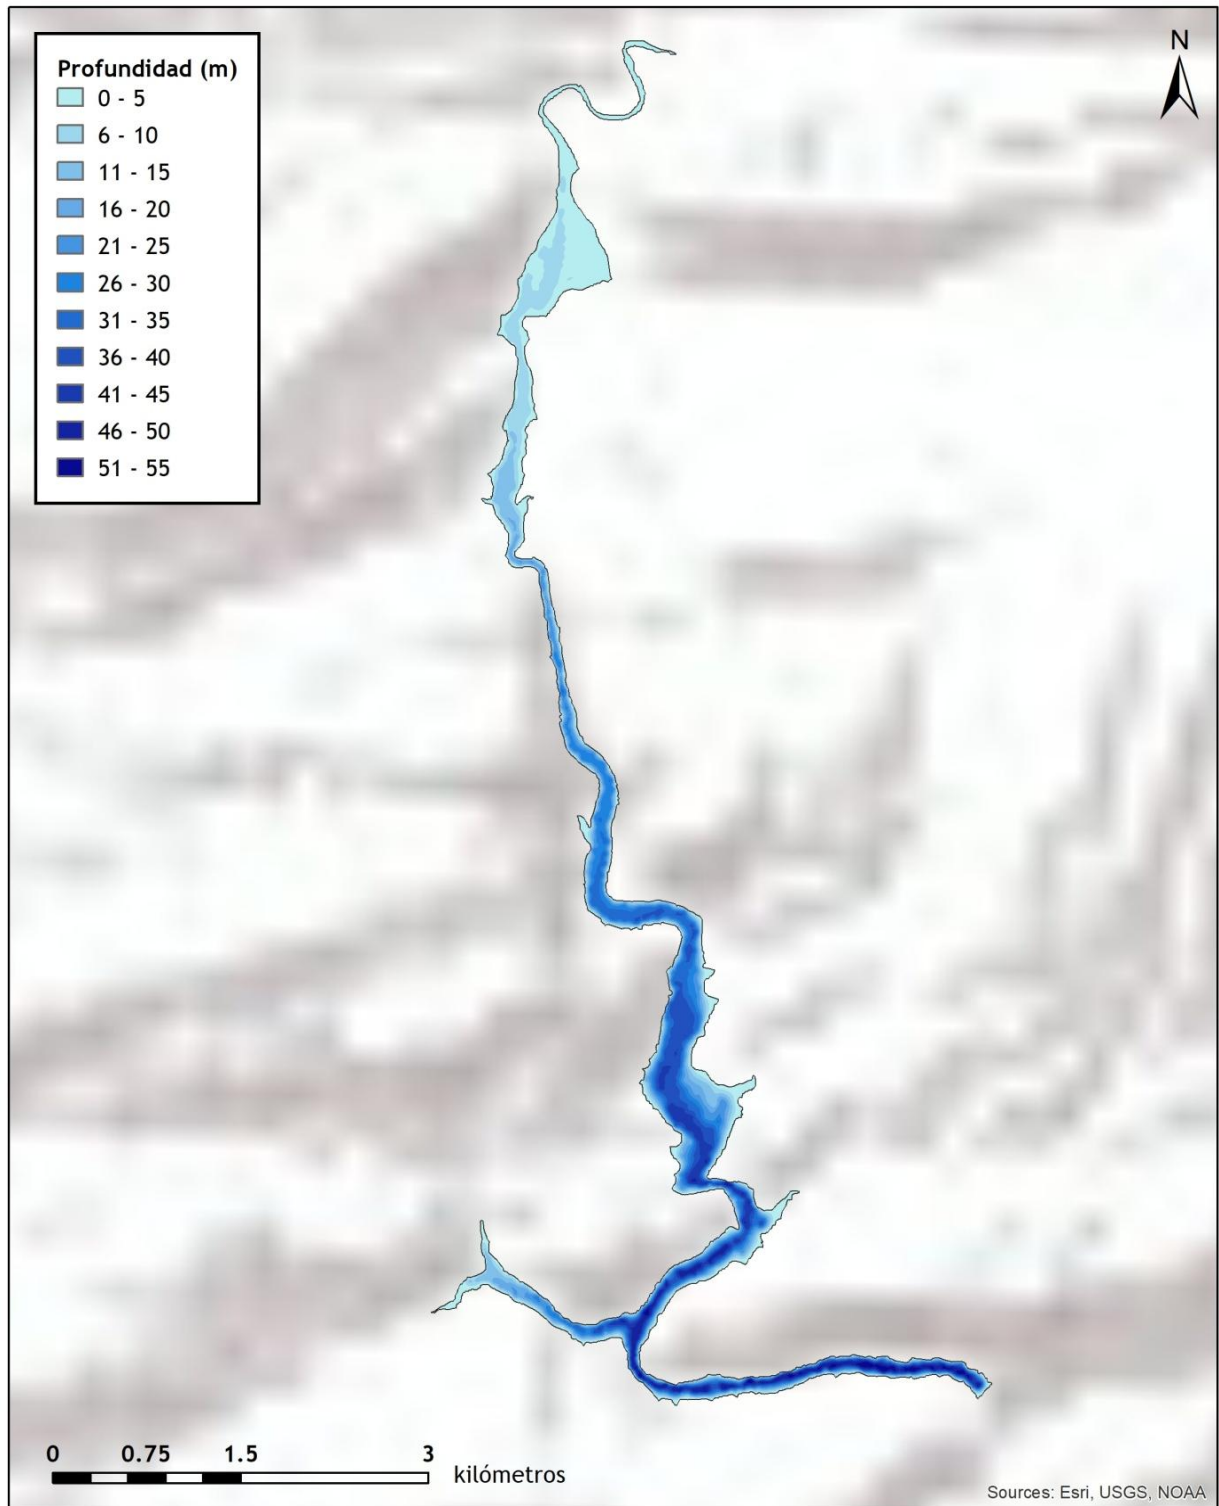 Profundidad (m)
0 - 5
6 - 10
11 - 15
16 - 20
21 - 25
26 - 30
31 - 35
36 - 40
41 - 45
46 - 50
51 - 55
N
0 0.75 1.5 3
kilómetros
Sources: Esri, USGS, NOAA